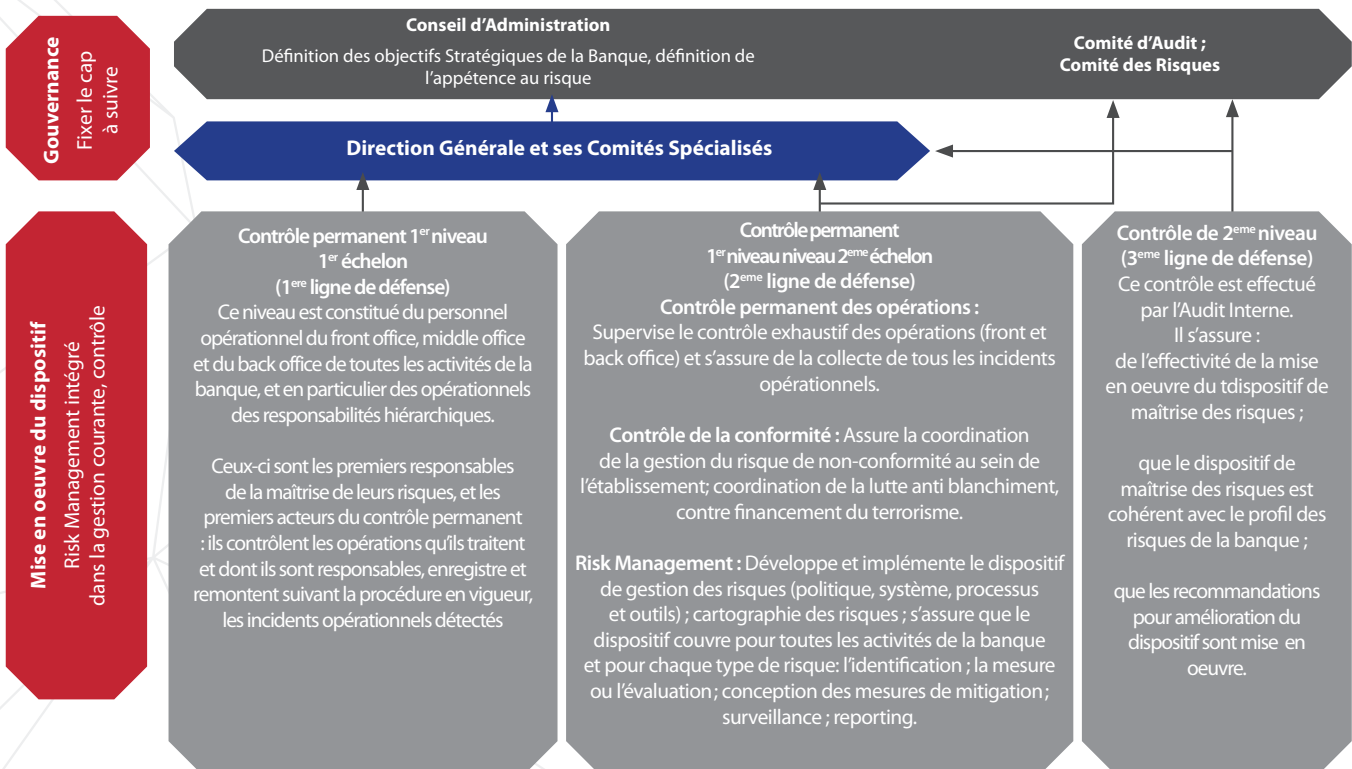 Gouvernance
Fixer le cap
à suivre
Conseil d’Administration
Définition des objectifs Stratégiques de la Banque, définition de
l’appétence au risque
Comité d’Audit ;
Comité des Risques
Direction Générale et ses Comités Spécialisés
Mise en oeuvre du dispositif
Risk Management intégré
dans la gestion courante, contrôle
Contrôle permanent 1er niveau
1er échelon
(1ere ligne de défense)
Ce niveau est constitué du personnel
opérationnel du front office, middle office
et du back office de toutes les activités de la
banque, et en particulier des opérationnels
des responsabilités hiérarchiques.
Ceux-ci sont les premiers responsables
de la maîtrise de leurs risques, et les
premiers acteurs du contrôle permanent
: ils contrôlent les opérations qu’ils traitent
et dont ils sont responsables, enregistre et
remontent suivant la procédure en vigueur,
les incidents opérationnels détectés
Contrôle permanent
1er niveau niveau 2eme échelon
(2eme ligne de défense)
Contrôle permanent des opérations :
Supervise le contrôle exhaustif des opérations (front et
back office) et s’assure de la collecte de tous les incidents
opérationnels.
Contrôle de la conformité : Assure la coordination
de la gestion du risque de non-conformité au sein de
l’établissement; coordination de la lutte anti blanchiment,
contre financement du terrorisme.
Risk Management : Développe et implémente le dispositif
de gestion des risques (politique, système, processus
et outils) ; cartographie des risques ; s’assure que le
dispositif couvre pour toutes les activités de la banque
et pour chaque type de risque: l’identification ; la mesure
ou l’évaluation ; conception des mesures de mitigation ;
surveillance ; reporting.
Contrôle de 2eme niveau
(3eme ligne de défense)
Ce contrôle est effectué
par l’Audit Interne.
Il s’assure :
de l’effectivité de la mise
en oeuvre du tdispositif de
maîtrise des risques ;
que le dispositif de
maîtrise des risques est
cohérent avec le profil des
risques de la banque ;
que les recommandations
pour amélioration du
dispositif sont mise en
oeuvre.